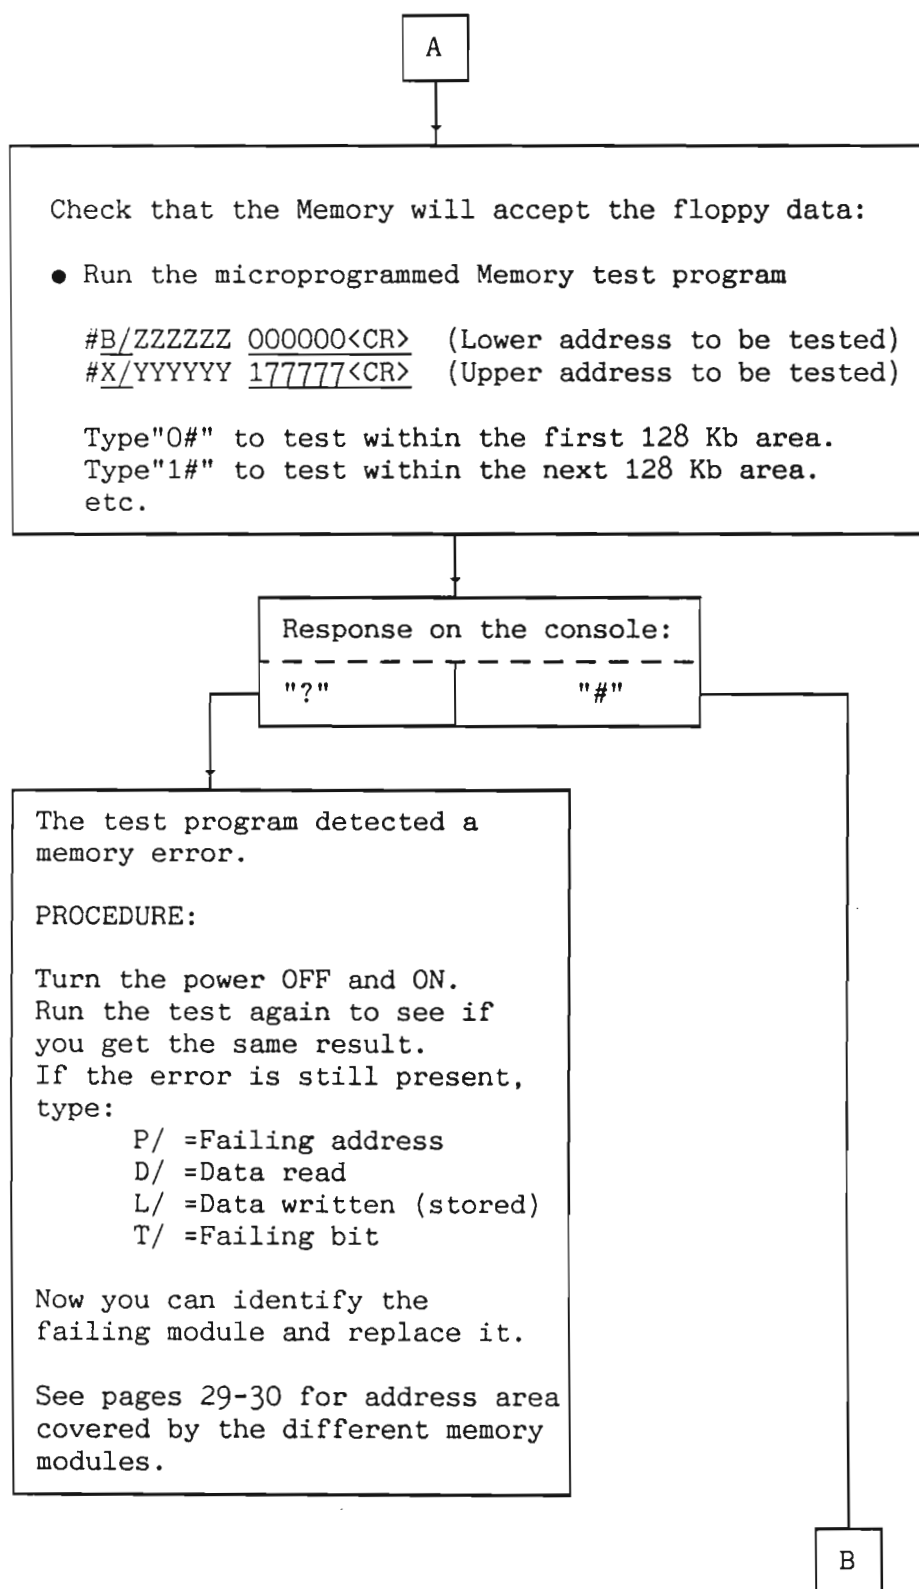 A
Check that the Memory will accept the floppy data:
● Run the microprogrammed Memory test program
#B/ZZZZZZ 000000<CR> (Lower address to be tested)
#X/YYYYYY 177777<CR> (Upper address to be tested)
Type"0#" to test within the first 128 Kb area.
Type"1#" to test within the next 128 Kb area.
etc.
Response on the console:
"?" "#"
The test program detected a
memory error.
PROCEDURE:
Turn the power OFF and ON.
Run the test again to see if
you get the same result.
If the error is still present,
type:
P/ =Failing address
D/ =Data read
L/ =Data written (stored)
T/ =Failing bit
Now you can identify the
failing module and replace it.
See pages 29-30 for address area
covered by the different memory
modules.
B